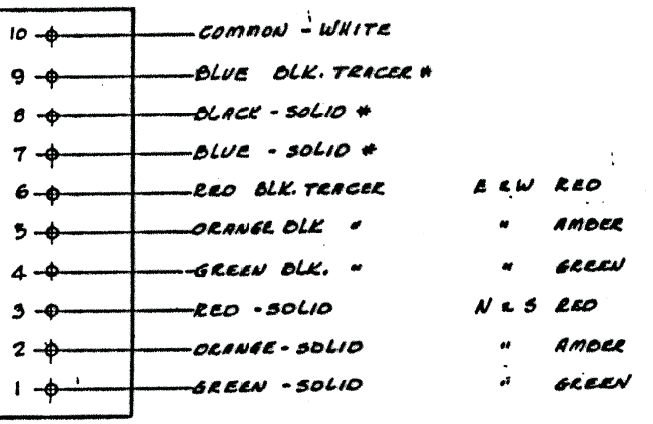 10 COMMON - WHITE
9 BLUE BLK. TRACER *
8 BLACK - SOLID *
7 BLUE - SOLID *
6 RED BLK. TRACER E & W RED
5 ORANGE BLK " " AMBER
4 GREEN BLK. " " GREEN
3 RED - SOLID N & S RED
2 ORANGE - SOLID " AMBER
1 GREEN - SOLID " GREEN